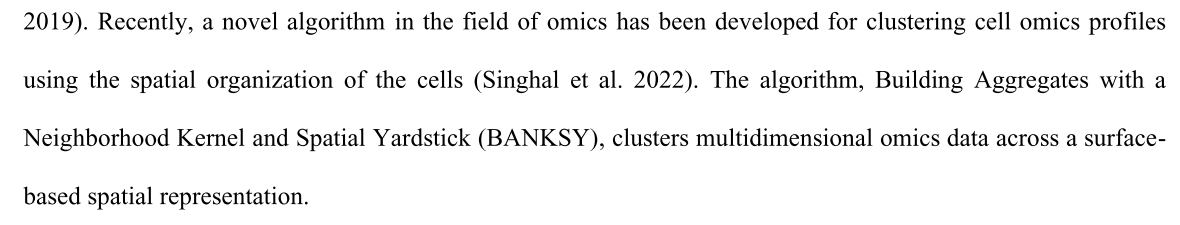 2019). Recently, a novel algorithm in the field of omics has been developed for clustering cell omics profiles
using the spatial organization of the cells (Singhal et al. 2022). The algorithm, Building Aggregates with a
Neighborhood Kernel and Spatial Yardstick (BANKSY), clusters multidimensional omics data across a surface-
based spatial representation.